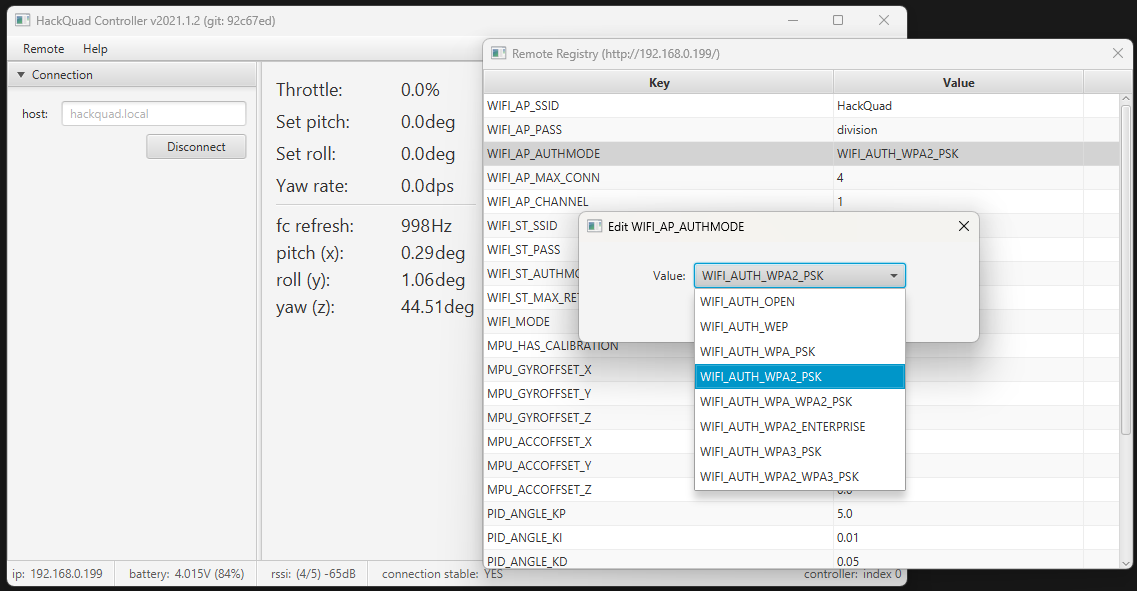 HackQuad Controller v2021.1.2 (git: 92c67ed)
Remote Help
Connection
host: hackquad.local
Disconnect
Throttle: 0.0%
Set pitch: 0.0deg
Set roll: 0.0deg
Yaw rate: 0.0dps
fc refresh: 998Hz
pitch (x): 0.29deg
roll (y): 1.06deg
yaw (z): 44.51deg
Remote Registry (http://192.168.0.199/)
Key Value
WIFI_AP_SSID HackQuad
WIFI_AP_PASS division
WIFI_AP_AUTHMODE WIFI_AUTH_WPA2_PSK
WIFI_AP_MAX_CONN 4
WIFI_AP_CHANNEL 1
WIFI_ST_SSID
WIFI_ST_PASS
WIFI_ST_AUTHMO
WIFI_ST_MAX_RET
WIFI_MODE
MPU_HAS_CALIBRATION
MPU_GYROFFSET_X
MPU_GYROFFSET_Y
MPU_GYROFFSET_Z
MPU_ACCOFFSET_X
MPU_ACCOFFSET_Y
MPU_ACCOFFSET_Z 0.0
PID_ANGLE_KP 5.0
PID_ANGLE_KI 0.01
PID_ANGLE_KD 0.05
Edit WIFI_AP_AUTHMODE
Value: WIFI_AUTH_WPA2_PSK
WIFI_AUTH_OPEN
WIFI_AUTH_WEP
WIFI_AUTH_WPA_PSK
WIFI_AUTH_WPA2_PSK
WIFI_AUTH_WPA_WPA2_PSK
WIFI_AUTH_WPA2_ENTERPRISE
WIFI_AUTH_WPA3_PSK
WIFI_AUTH_WPA2_WPA3_PSK
ip: 192.168.0.199 battery: 4.015V (84%) rssi: (4/5) -65dB connection stable: YES controller: index 0